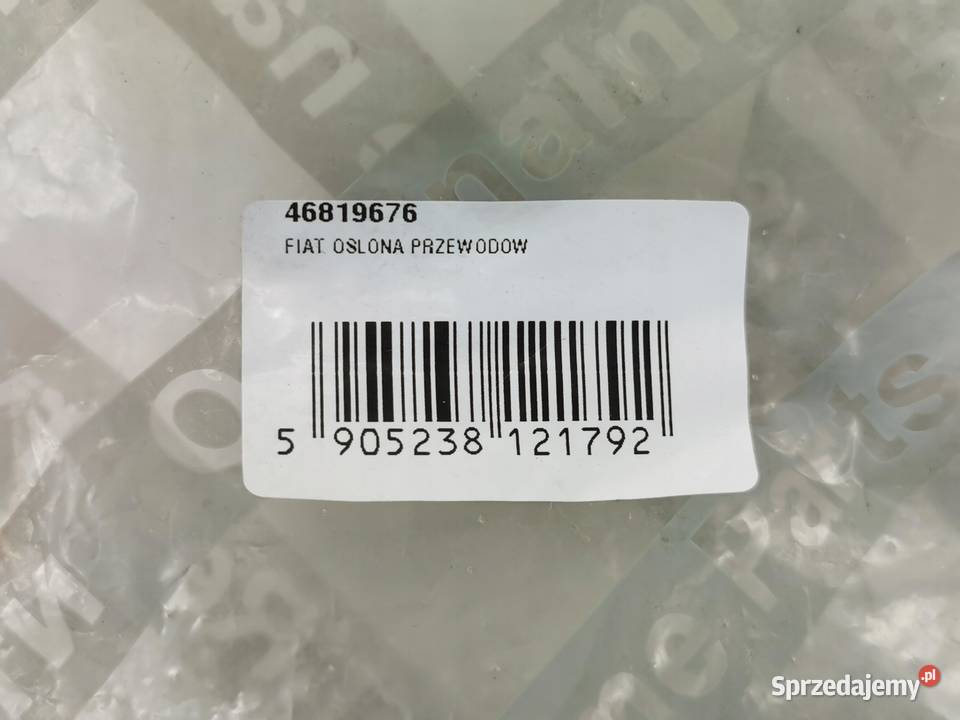 46819676
FIAT OSLONA PRZEWODOW
5 905238 121792
Sprzedajemy.pl